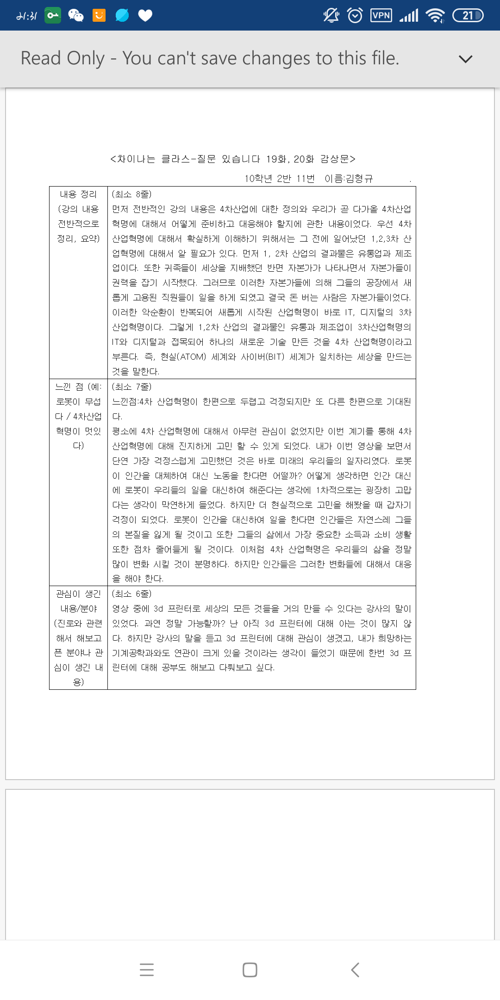 21:31
VPN
21
Read Only - You can't save changes to this file.
<차이나는 클라스-질문 있습니다 19화, 20화 감상문>
10학년 2반 11번 이름:김형규 .
내용 정리
(강의 내용
전반적으로
정리, 요약)
(최소 8줄)
먼저 전반적인 강의 내용은 4차산업에 대한 정의와 우리가 곧 다가올 4차산업
혁명에 대해서 어떻게 준비하고 대응해야 할지에 관한 내용이었다. 우선 4차
산업혁명에 대해서 확실하게 이해하기 위해서는 그 전에 일어났던 1,2,3차 산
업혁명에 대해서 알 필요가 있다. 먼저 1, 2차 산업의 결과물은 유통업과 제조
업이다. 또한 귀족들이 세상을 지배했던 반면 자본가가 나타나면서 자본가들이
권력을 잡기 시작했다. 그러므로 이러한 자본가들에 의해 그들의 공장에서 새
롭게 고용된 직원들이 일을 하게 되였고 결국 돈 버는 사람은 자본가들이었다.
이러한 악순환이 반복되어 새롭게 시작된 산업혁명이 바로 IT, 디지털의 3차
산업혁명이다. 그렇게 1,2차 산업의 결과물인 유통과 제조업이 3차산업혁명의
IT와 디지털과 접목되어 하나의 새로운 기술 만든 것을 4차 산업혁명이라고
부른다. 즉, 현실(ATOM) 세계와 사이버(BIT) 세계가 일치하는 세상을 만드는
것을 말한다.
느낀 점 (예:
로봇이 무섭
다 / 4차산업
혁명이 멋있
다)
(최소 7줄)
느낀점:4차 산업혁명이 한편으로 두렵고 걱정되지만 또 다른 한편으로 기대된
다.
평소에 4차 산업혁명에 대해서 아무런 관심이 없었지만 이번 계기를 통해 4차
산업혁명에 대해 진지하게 고민 할 수 있게 되었다. 내가 이번 영상을 보면서
단연 가장 걱정스럽게 고민했던 것은 바로 미래의 우리들의 일자리였다. 로봇
이 인간을 대체하여 대신 노동을 한다면 어떨까? 어떻게 생각하면 인간 대신
에 로봇이 우리들의 일을 대신하여 해준다는 생각에 1차적으로는 굉장히 고맙
다는 생각이 막연하게 들었다. 하지만 더 현실적으로 고민을 해봤을 때 갑자기
걱정이 되었다. 로봇이 인간을 대신하여 일을 한다면 인간들은 자연스레 그들
의 본질을 잃게 될 것이고 또한 그들의 삶에서 가장 중요한 소득과 소비 생활
또한 점차 줄어들게 될 것이다. 이처럼 4차 산업혁명은 우리들의 삶을 정말
많이 변화 시킬 것이 분명하다. 하지만 인간들은 그러한 변화들에 대해서 대응
을 해야 한다.
관심이 생긴
내용/분야
(진로와 관련
해서 해보고
픈 분야나 관
심이 생긴 내
용)
(최소 6줄)
영상 중에 3d 프린터로 세상의 모든 것들을 거의 만들 수 있다는 강사의 말이
있었다. 과연 정말 가능할까? 난 아직 3d 프린터에 대해 아는 것이 많지 않
다. 하지만 강사의 말을 듣고 3d 프린터에 대해 관심이 생겼고, 내가 희망하는
기계공학과와도 연관이 크게 있을 것이라는 생각이 들었기 때문에 한번 3d 프
린터에 대해 공부도 해보고 다뤄보고 싶다.